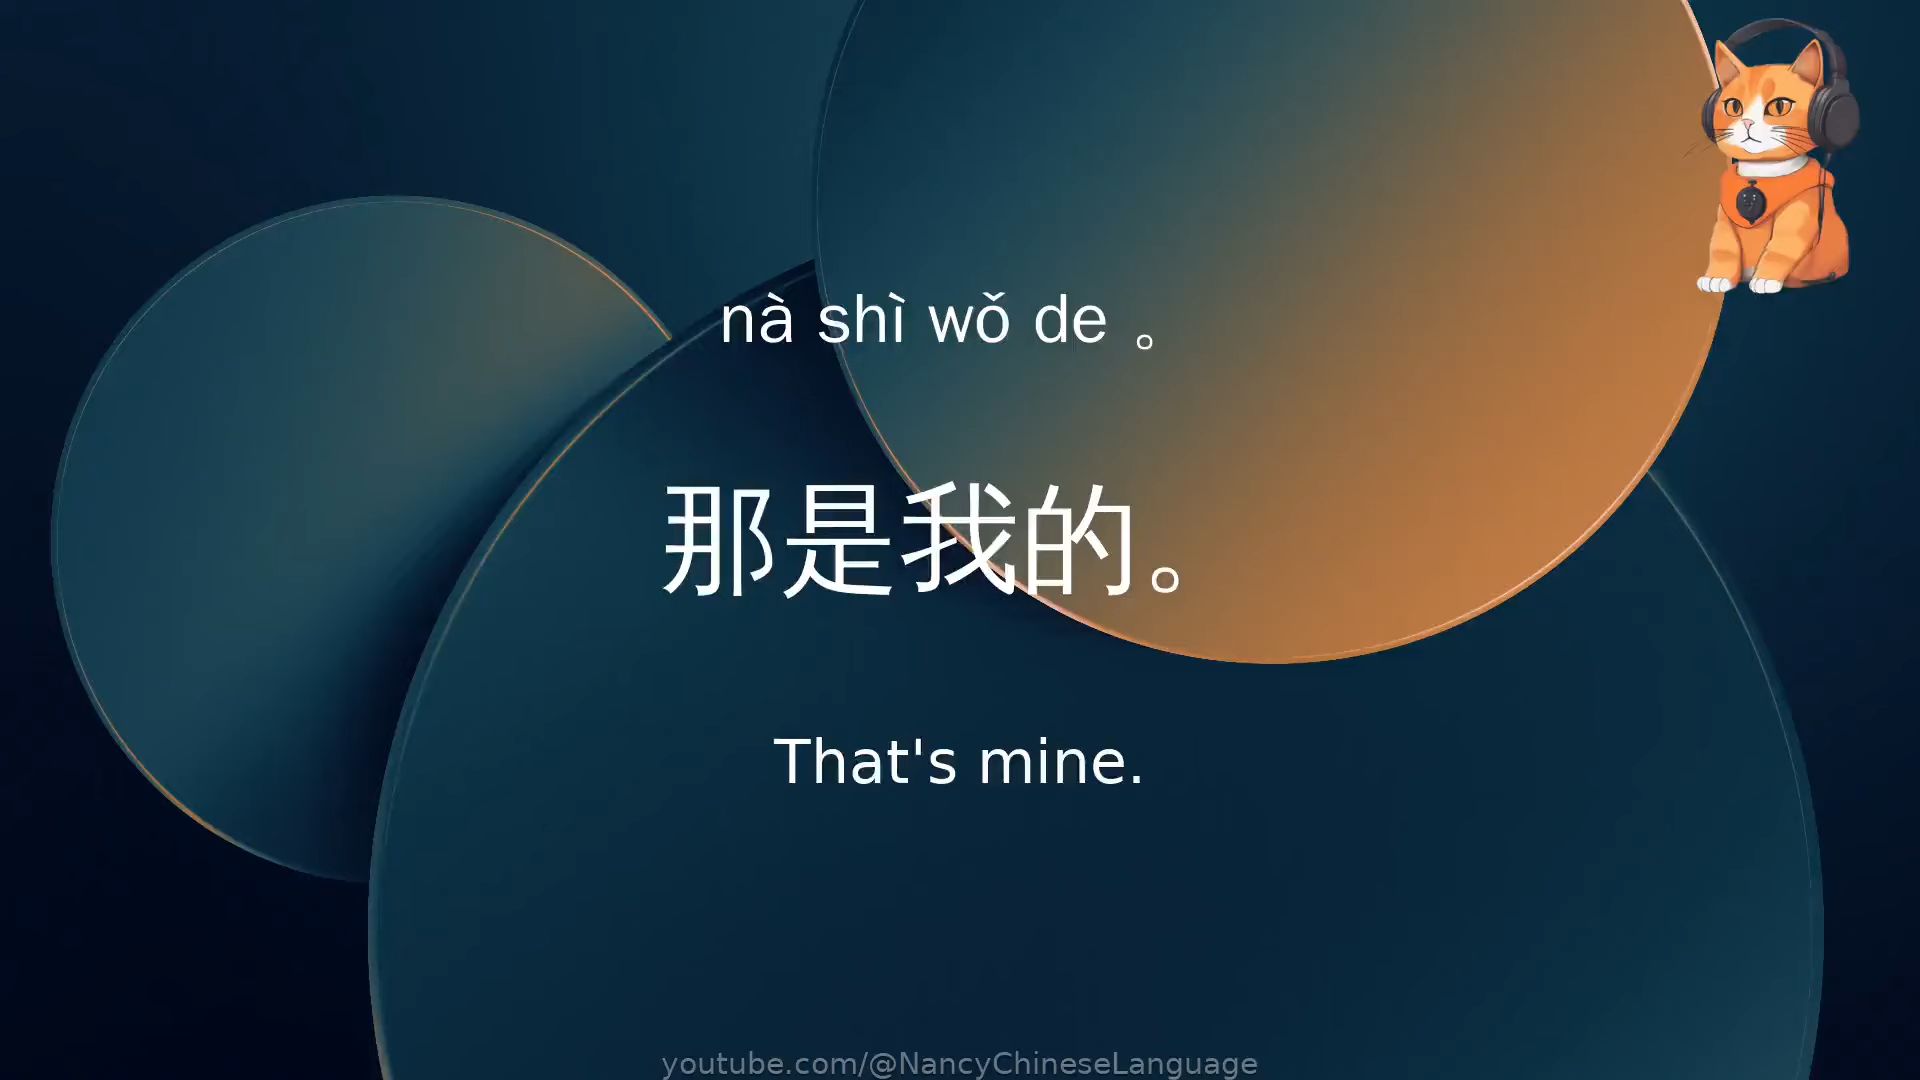 nà shì wǒ de 。
那是我的。
That's mine.
youtube.com/@NancyChineseLanguage